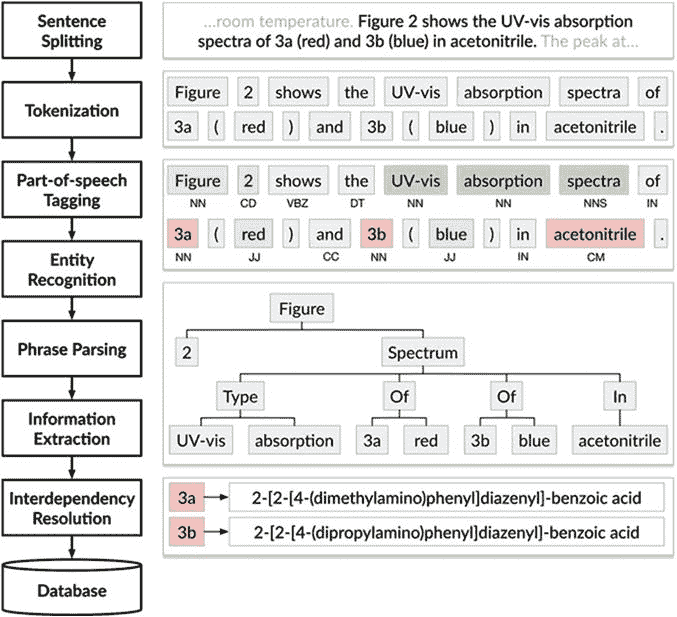 Sentence
Splitting
Tokenization
Part-of-speech
Tagging
Entity
Recognition
Phrase Parsing
Information
Extraction
Interdependency
Resolution
Database
...room temperature. Figure 2 shows the UV-vis absorption
spectra of 3a (red) and 3b (blue) in acetonitrile. The peak at...
Figure 2 shows the UV-vis absorption spectra of
3a ( red ) and 3b ( blue ) in acetonitrile .
Figure 2 shows the UV-vis absorption spectra of
NN CD VBZ DT NN NN NNS IN
3a ( red ) and 3b ( blue ) in acetonitrile .
NN JJ CC NN JJ IN CM
Figure
2 Spectrum
Type Of Of In
UV-vis absorption 3a red 3b blue acetonitrile
3a 2-[2-[4-(dimethylamino)phenyl]diazenyl]-benzoic acid
3b 2-[2-[4-(dipropylamino)phenyl]diazenyl]-benzoic acid